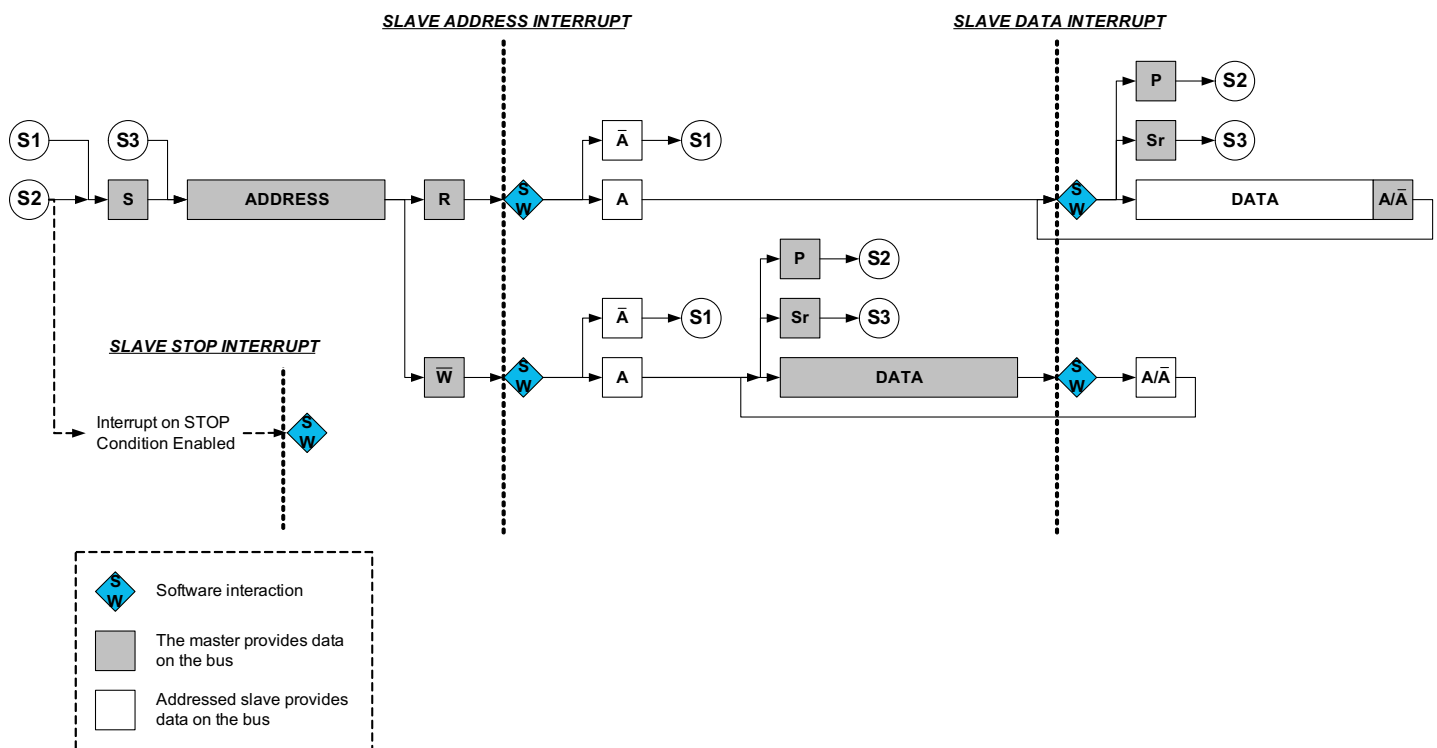 SLAVE ADDRESS INTERRUPT
SLAVE DATA INTERRUPT
P
S2
S1
S3
A̅
S1
Sr
S3
S2
S
ADDRESS
R
S
W
A
S
W
DATA
A/A̅
P
S2
A̅
S1
Sr
S3
SLAVE STOP INTERRUPT
W̅
S
W
A
DATA
S
W
A/A̅
Interrupt on STOP
Condition Enabled
S
W
S
W
Software interaction
The master provides data
on the bus
Addressed slave provides
data on the bus